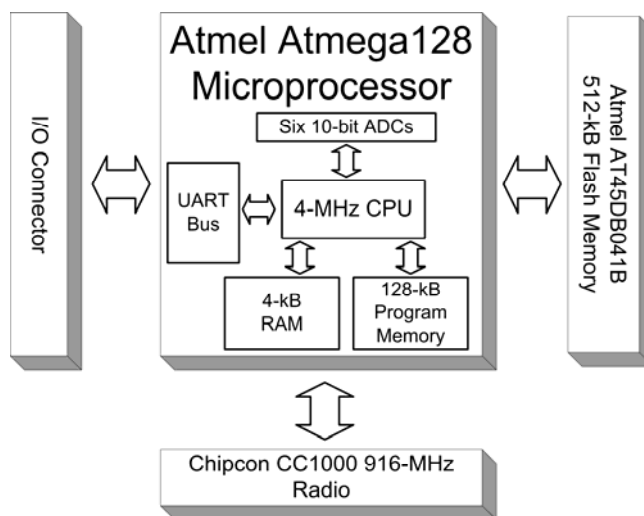 Atmel Atmega128
Microprocessor
Six 10-bit ADCs
UART
Bus
4-MHz CPU
4-kB
RAM
128-kB
Program
Memory
I/O Connector
Atmel AT45DB041B
512-kB Flash Memory
Chipcon CC1000 916-MHz
Radio